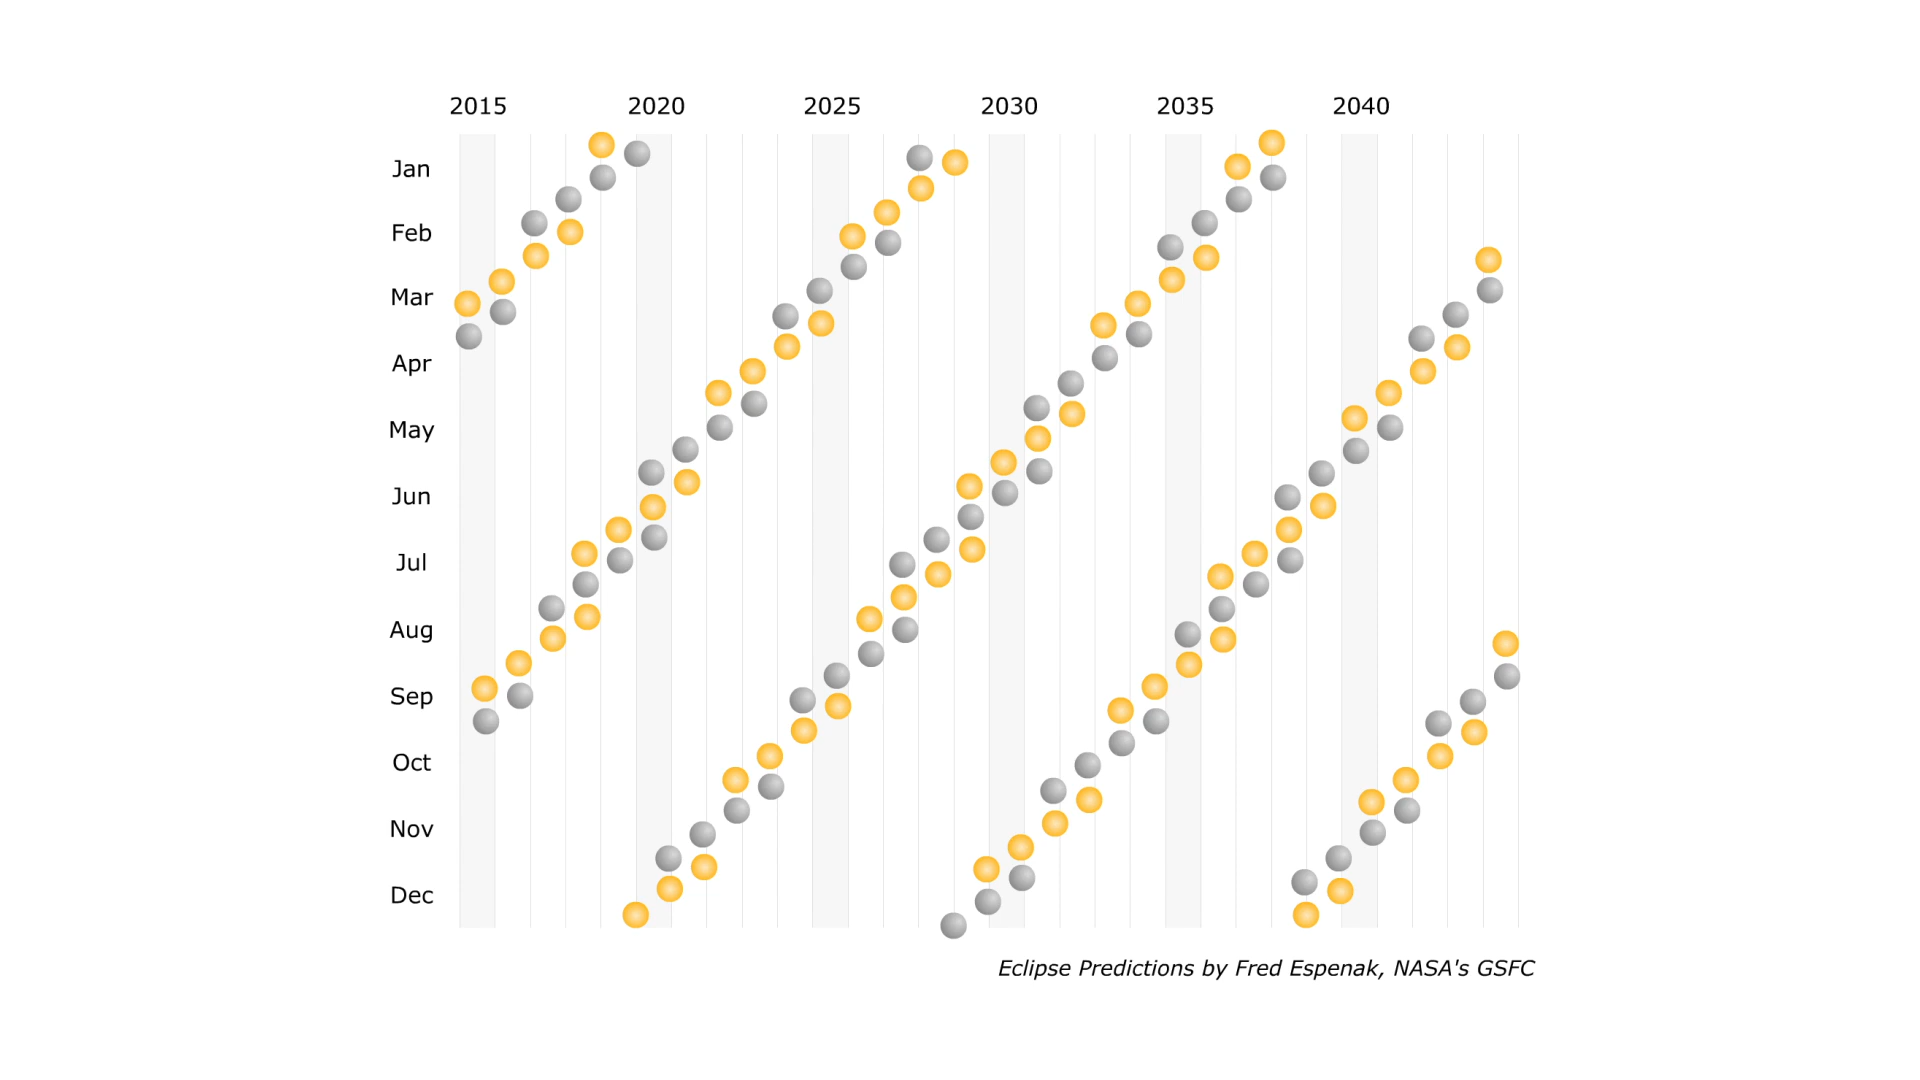 2015 2020 2025 2030 2035 2040
Jan
Feb
Mar
Apr
May
Jun
Jul
Aug
Sep
Oct
Nov
Dec
Eclipse Predictions by Fred Espenak, NASA's GSFC